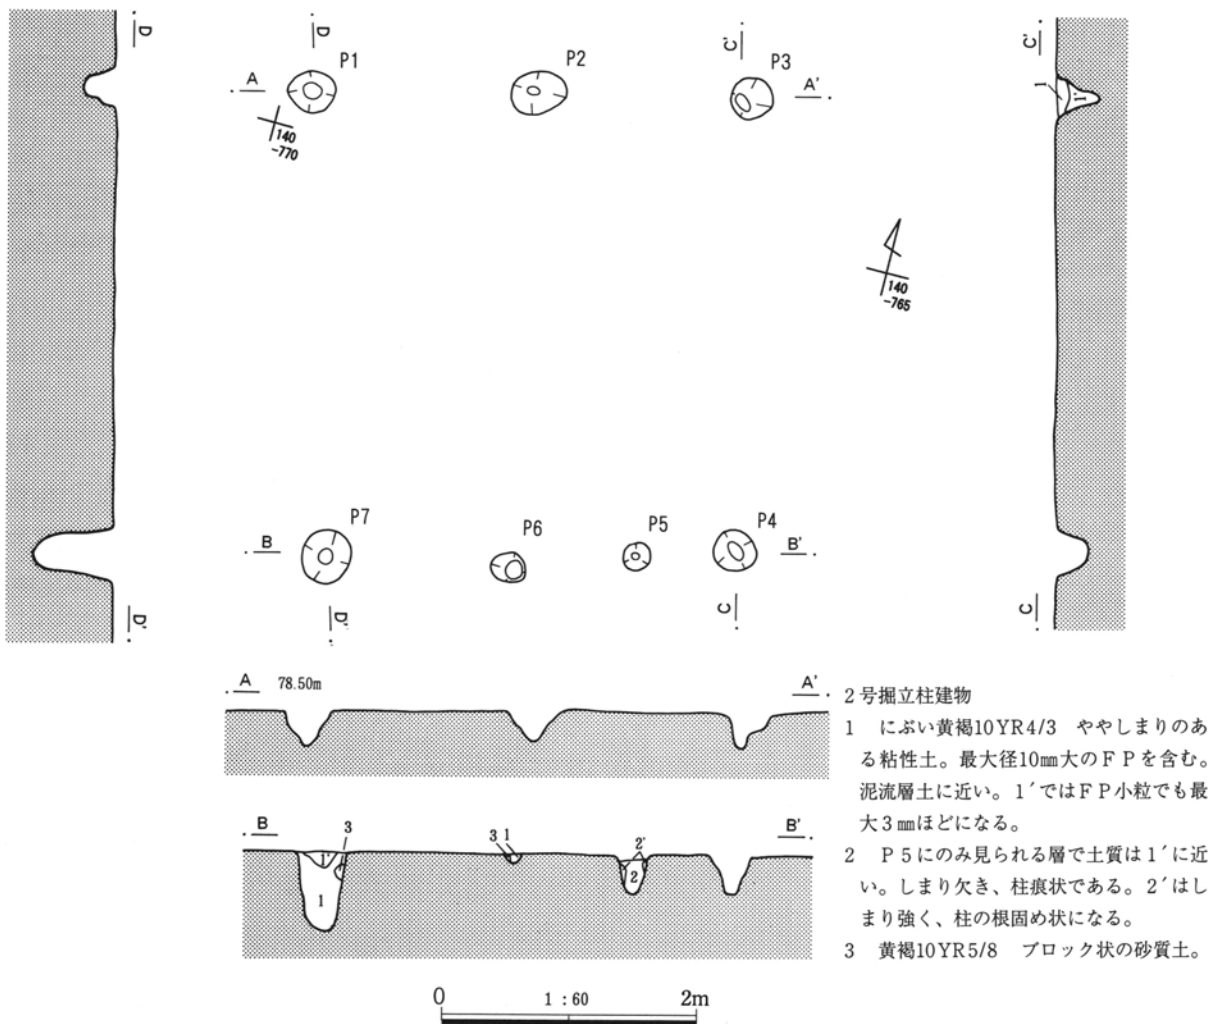 D
D
C'
C'
P1
P2
P3
A
A'
1
1'
140
-770
140
-765
P7
P6
P5
P4
B
B'
D'
D'
C
C
A
78.50m
A'
B
3
1'
1
3 1
2'
2
B'
2号掘立柱建物
1 にぶい黄褐10YR4/3 ややしまりのあ
る粘性土。最大径10㎜大のＦＰを含む。
泥流層土に近い。1´ではＦＰ小粒でも最
大3㎜ほどになる。
2 Ｐ5にのみ見られる層で土質は1´に近
い。しまり欠き、柱痕状である。2´はし
まり強く、柱の根固め状になる。
3 黄褐10YR5/8 ブロック状の砂質土。
0
1:60
2m